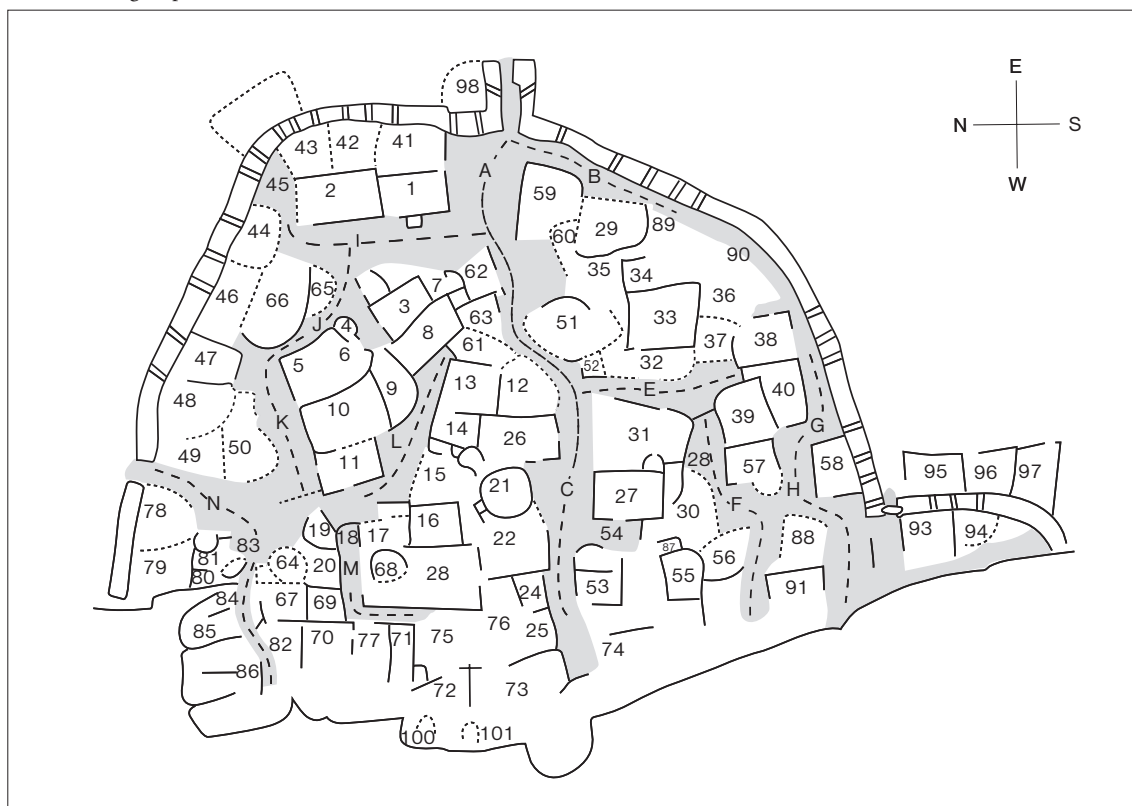 E
N S
W
98
43 42 41
45 2 1 A B
59
44 60 29 89
I 90
46 66 65 7 62 35 34
3 36
J 4 8 63 51 33
5 6 61 37 38
47 52 32
48 9 13 12 E 40
10 39
K 14 26 31 G
49 50 L 28 57
11 15 58 95 96 97
21 C 27 F H
N 30
78 16 93 94
19 18 17 22 54 88
83 87 56
81 64 20 M 68 28
79 80 53 55 91
84 67 69 24
85 76 25
82 70 77 71 75 74
86 72 73
100 101